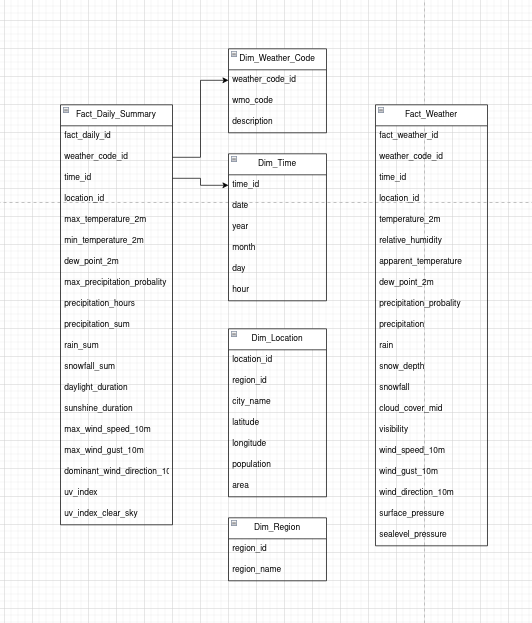 Dim_Weather_Code
weather_code_id
wmo_code
description
Fact_Daily_Summary
fact_daily_id
weather_code_id
time_id
location_id
max_temperature_2m
min_temperature_2m
dew_point_2m
max_precipitation_probality
precipitation_hours
precipitation_sum
rain_sum
snowfall_sum
daylight_duration
sunshine_duration
max_wind_speed_10m
max_wind_gust_10m
dominant_wind_direction_10
uv_index
uv_index_clear_sky
Dim_Time
time_id
date
year
month
day
hour
Dim_Location
location_id
region_id
city_name
latitude
longitude
population
area
Dim_Region
region_id
region_name
Fact_Weather
fact_weather_id
weather_code_id
time_id
location_id
temperature_2m
relative_humidity
apparent_temperature
dew_point_2m
precipitation_probality
precipitation
rain
snow_depth
snowfall
cloud_cover_mid
visibility
wind_speed_10m
wind_gust_10m
wind_direction_10m
surface_pressure
sealevel_pressure